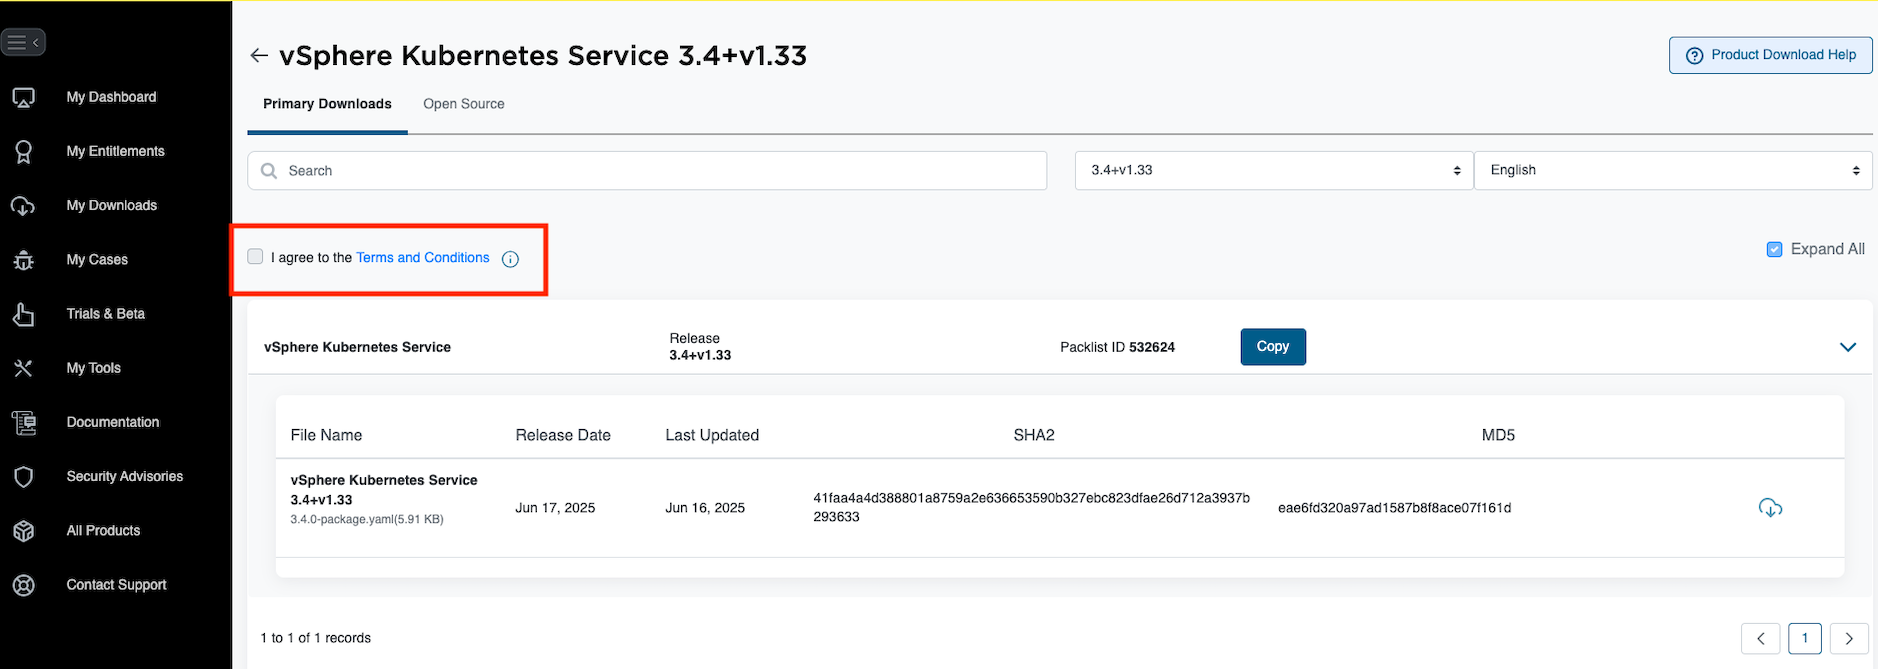 vSphere Kubernetes Service 3.4+v1.33
Product Download Help
My Dashboard
My Entitlements
My Downloads
My Cases
Trials & Beta
My Tools
Documentation
Security Advisories
All Products
Contact Support
Primary Downloads
Open Source
Search
3.4+v1.33
English
I agree to the Terms and Conditions
Expand All
vSphere Kubernetes Service
Release
3.4+v1.33
Packlist ID 532624
Copy
File Name
Release Date
Last Updated
SHA2
MD5
vSphere Kubernetes Service
3.4+v1.33
3.4.0-package.yaml(5.91 KB)
Jun 17, 2025
Jun 16, 2025
41faa4a4d388801a8759a2e636653590b327ebc823dfae26d712a3937b
293633
eae6fd320a97ad1587b8f8ace07f161d
1 to 1 of 1 records
1